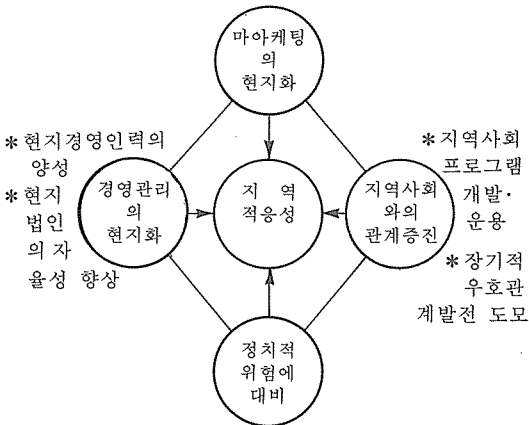 마아케팅
의
현지화
*현지경영인력의
양성
*현지
법인
의 자
율성 향상
경영관리
의
현지화
지 역
적응성
지역사회
와의
관계증진
*지역사회
프로그램
개발·
운용
*장기적
우호관
계발전 도모
정치적
위험에
대비